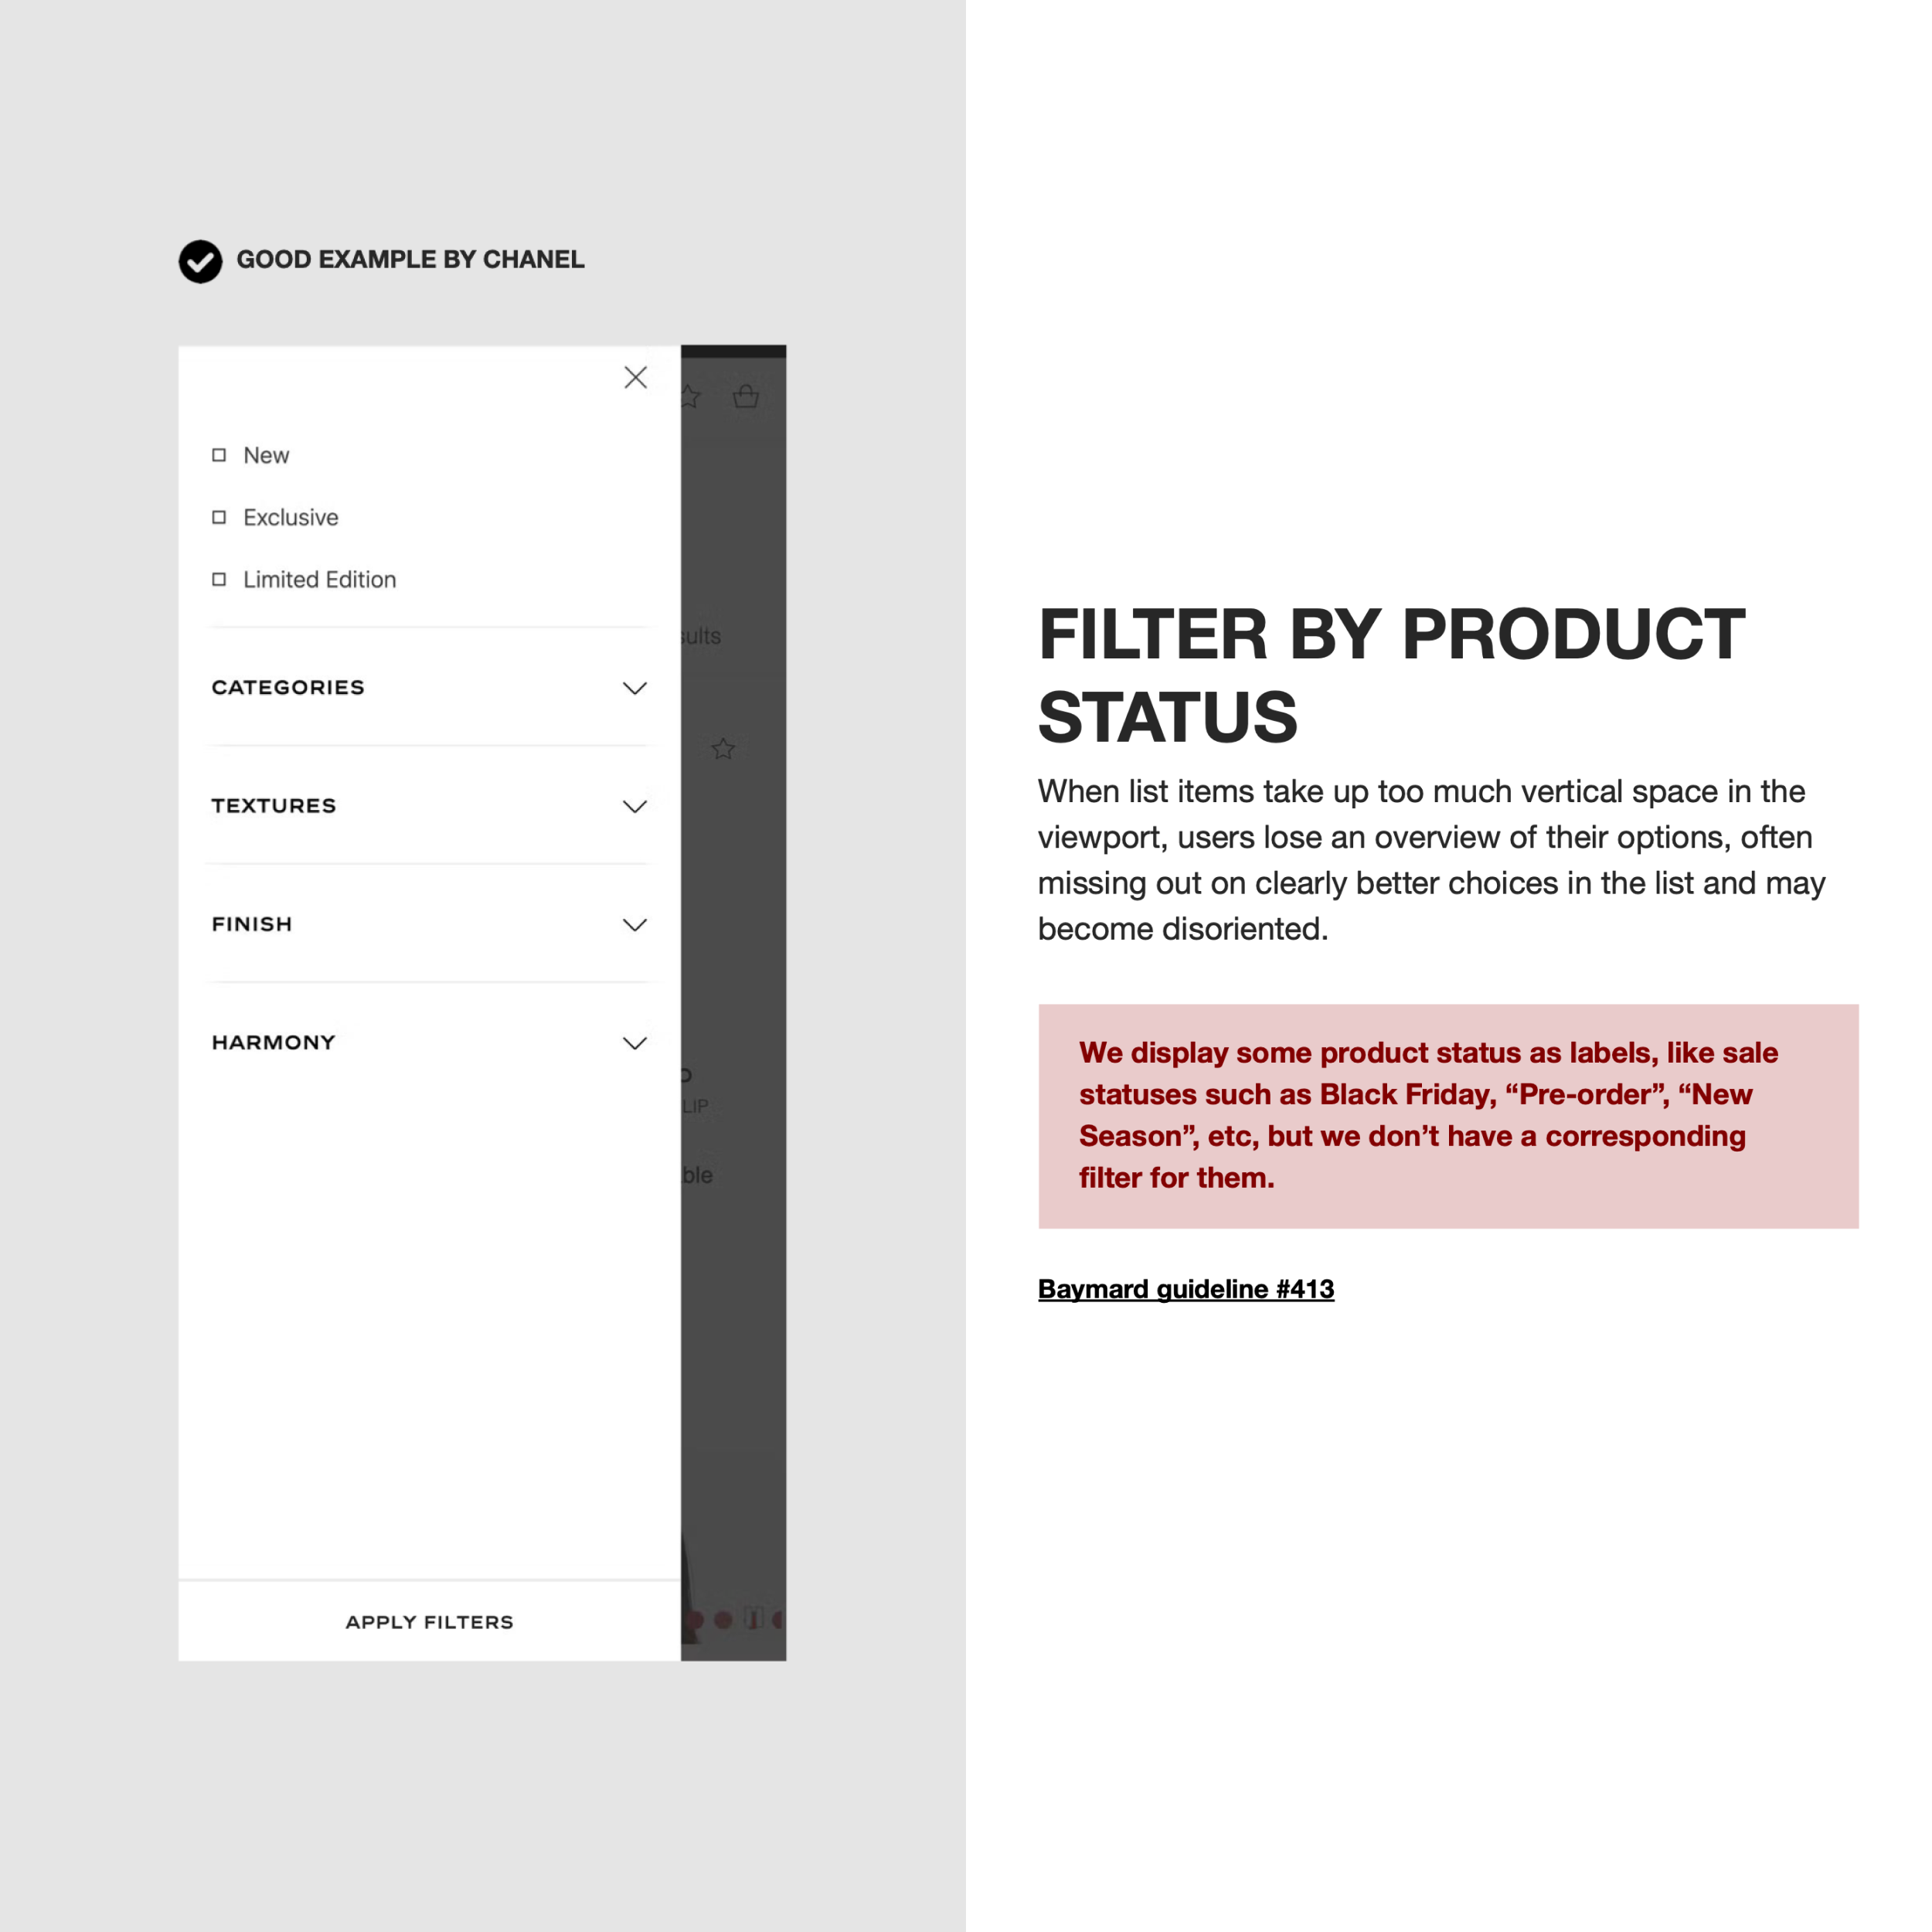 GOOD EXAMPLE BY CHANEL
New
Exclusive
Limited Edition
CATEGORIES
TEXTURES
FINISH
HARMONY
APPLY FILTERS
sults
LIP
ble
FILTER BY PRODUCT
STATUS
When list items take up too much vertical space in the
viewport, users lose an overview of their options, often
missing out on clearly better choices in the list and may
become disoriented.
We display some product status as labels, like sale
statuses such as Black Friday, “Pre-order”, “New
Season”, etc, but we don’t have a corresponding
filter for them.
Baymard guideline #413